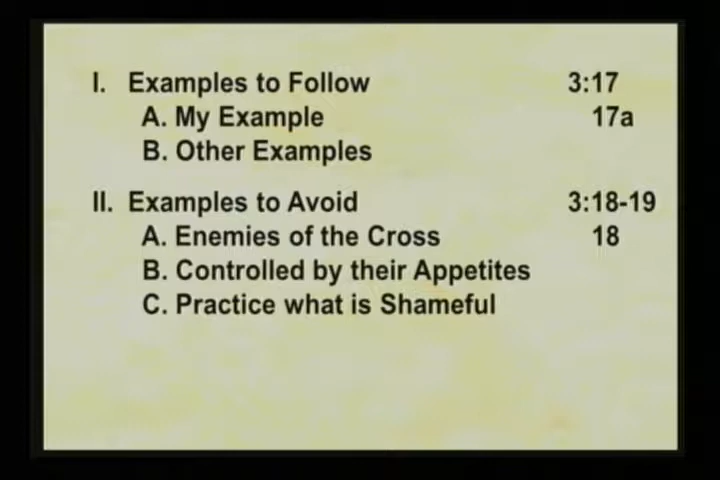 I. Examples to Follow 3:17
A. My Example 17a
B. Other Examples
II. Examples to Avoid 3:18-19
A. Enemies of the Cross 18
B. Controlled by their Appetites
C. Practice what is Shameful